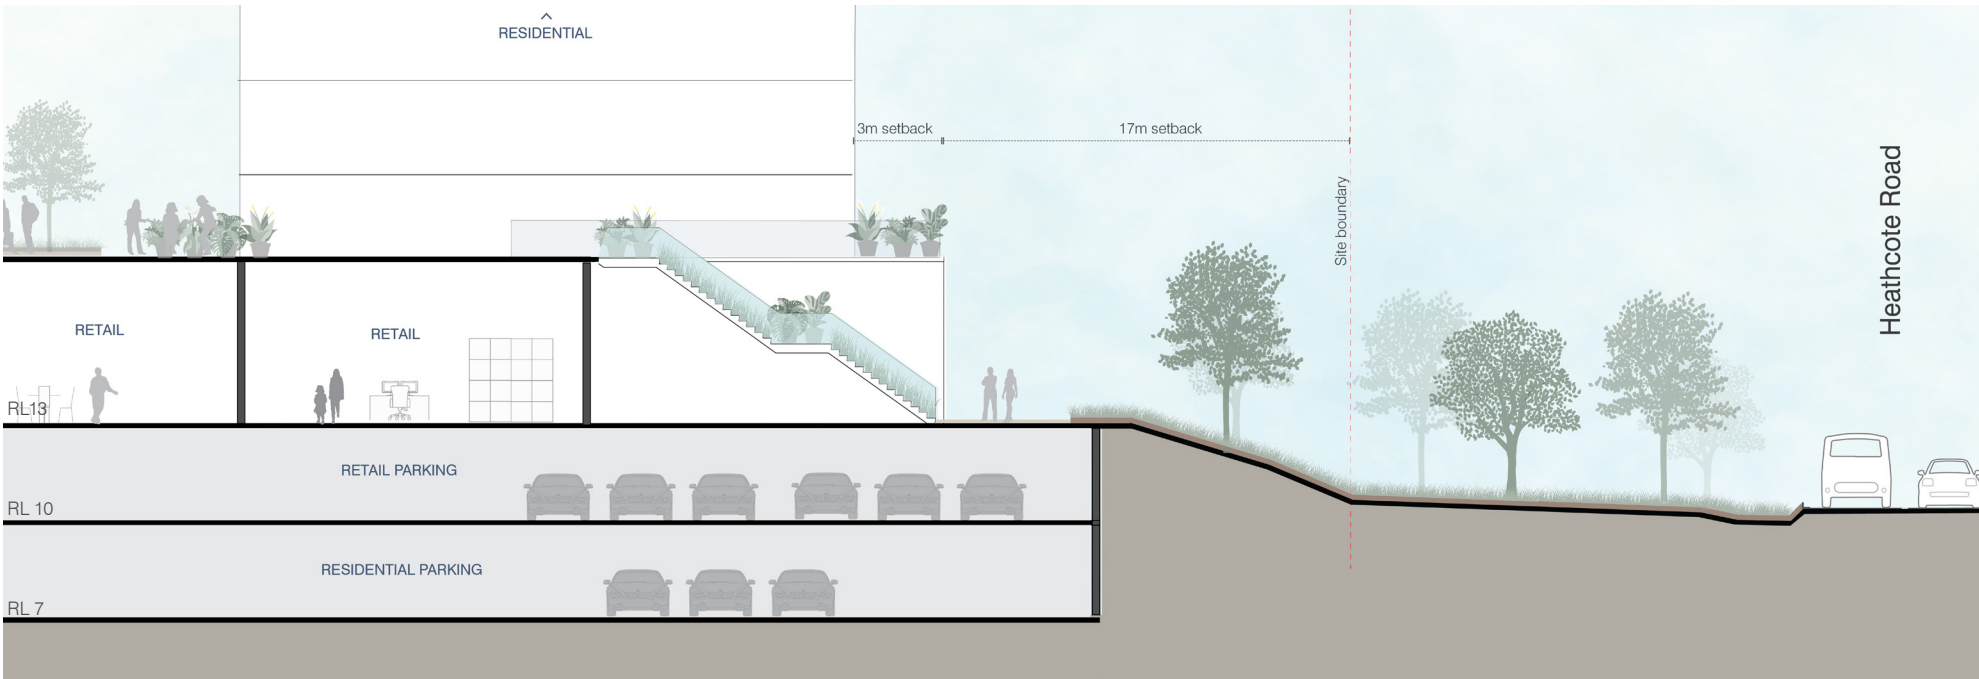 RESIDENTIAL
3m setback
17m setback
Site boundary
Heathcote Road
RETAIL
RETAIL
RL13
RETAIL PARKING
RL 10
RESIDENTIAL PARKING
RL 7